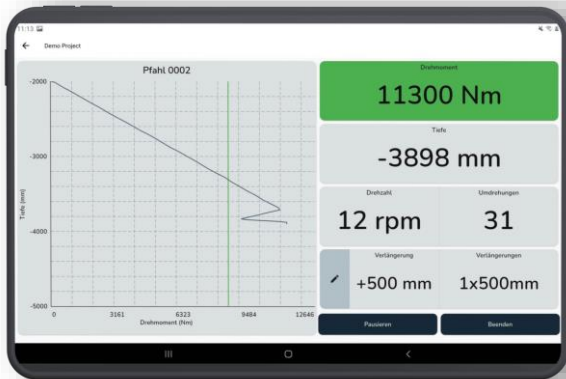 11:13
Demo Project
Pfahl 0002
-2000
-3000
-4000
-5000
Tiefe (mm)
0 3161 6323 9484 12646
Drehmoment (Nm)
Drehmoment
11300 Nm
Tiefe
-3898 mm
Drehzahl
12 rpm
Umdrehungen
31
Verlängerung
+500 mm
Verlängerungen
1x500mm
Pausieren
Beenden